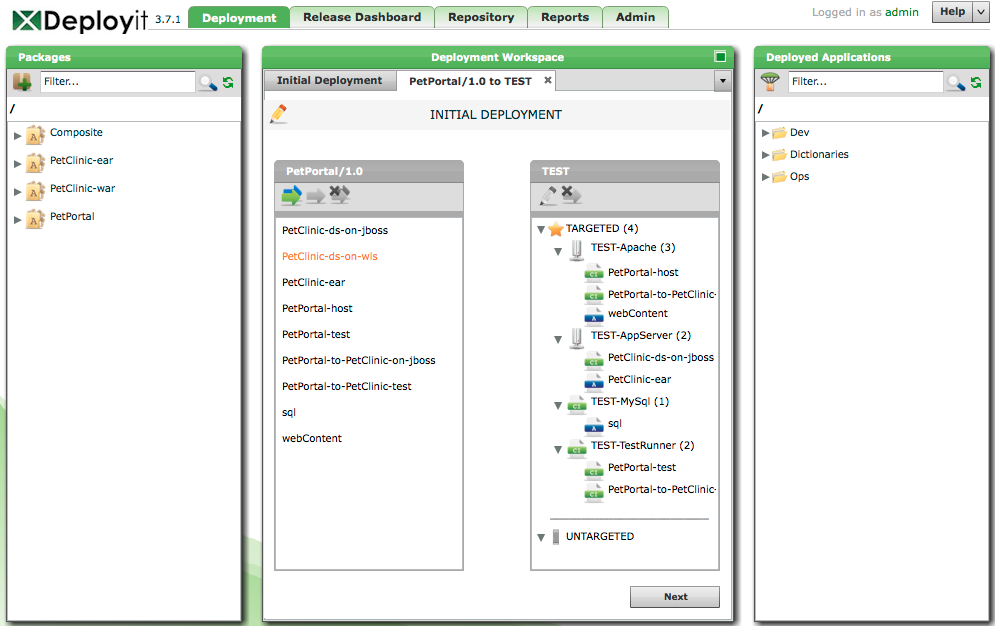 Deployit 3.7.1
Deployment
Release Dashboard
Repository
Reports
Admin
Logged in as admin
Help
Packages
Filter...
/
Composite
PetClinic-ear
PetClinic-war
PetPortal
Deployment Workspace
Initial Deployment
PetPortal/1.0 to TEST
INITIAL DEPLOYMENT
PetPortal/1.0
PetClinic-ds-on-jboss
PetClinic-ds-on-wls
PetClinic-ear
PetPortal-host
PetPortal-test
PetPortal-to-PetClinic-on-jboss
PetPortal-to-PetClinic-test
sql
webContent
TEST
TARGETED (4)
TEST-Apache (3)
PetPortal-host
PetPortal-to-PetClinic-
webContent
TEST-AppServer (2)
PetClinic-ds-on-jboss
PetClinic-ear
TEST-MySql (1)
sql
TEST-TestRunner (2)
PetPortal-test
PetPortal-to-PetClinic-
UNTARGETED
Next
Deployed Applications
Filter...
/
Dev
Dictionaries
Ops